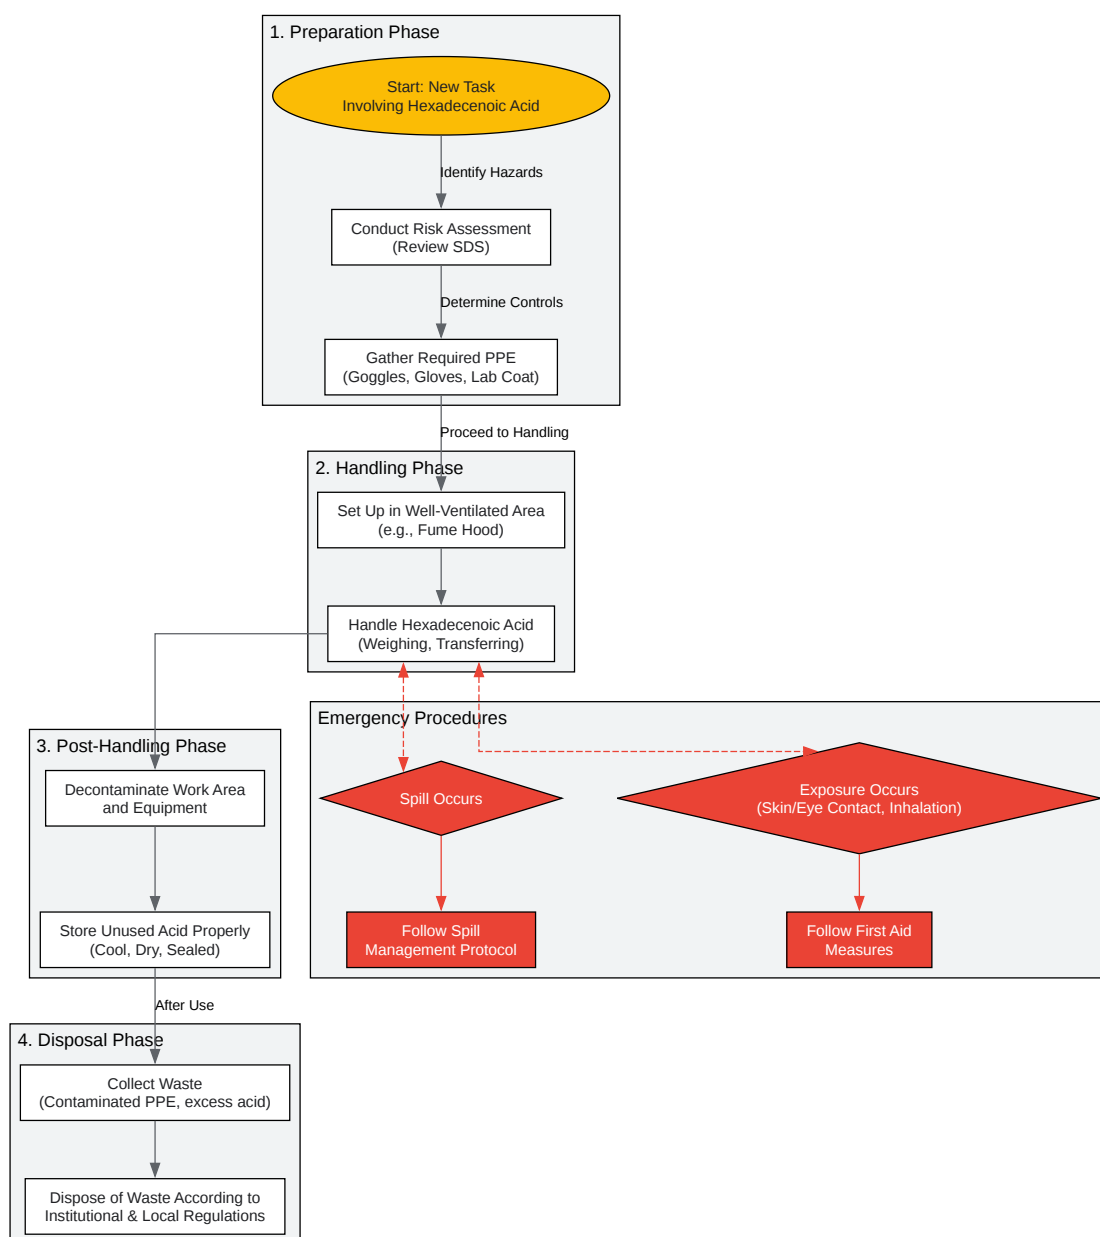 1. Preparation Phase
Start: New Task
Involving Hexadecenoic Acid
Identify Hazards
Conduct Risk Assessment
(Review SDS)
Determine Controls
Gather Required PPE
(Goggles, Gloves, Lab Coat)
Proceed to Handling
2. Handling Phase
Set Up in Well-Ventilated Area
(e.g., Fume Hood)
Handle Hexadecenoic Acid
(Weighing, Transferring)
Emergency Procedures
Spill Occurs
Exposure Occurs
(Skin/Eye Contact, Inhalation)
Follow Spill
Management Protocol
Follow First Aid
Measures
3. Post-Handling Phase
Decontaminate Work Area
and Equipment
Store Unused Acid Properly
(Cool, Dry, Sealed)
After Use
4. Disposal Phase
Collect Waste
(Contaminated PPE, excess acid)
Dispose of Waste According to
Institutional & Local Regulations